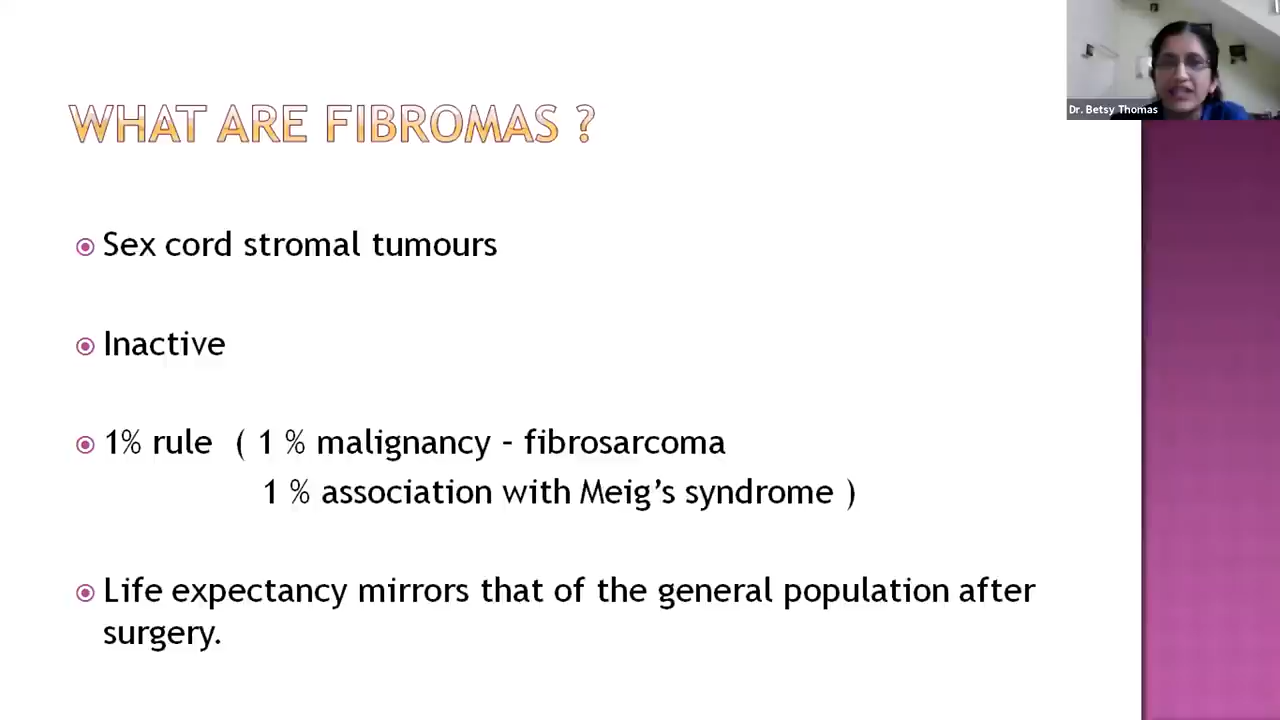 Dr. Betsy Thomas
WHAT ARE FIBROMAS ?
Sex cord stromal tumours
Inactive
1% rule ( 1 % malignancy - fibrosarcoma
1 % association with Meig’s syndrome )
Life expectancy mirrors that of the general population after
surgery.